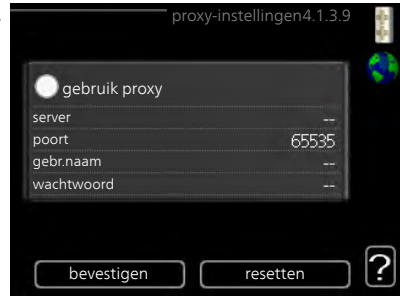 proxy-instellingen4.1.3.9
gebruik proxy
server --
poort 65535
gebr.naam --
wachtwoord --
bevestigen
resetten
?